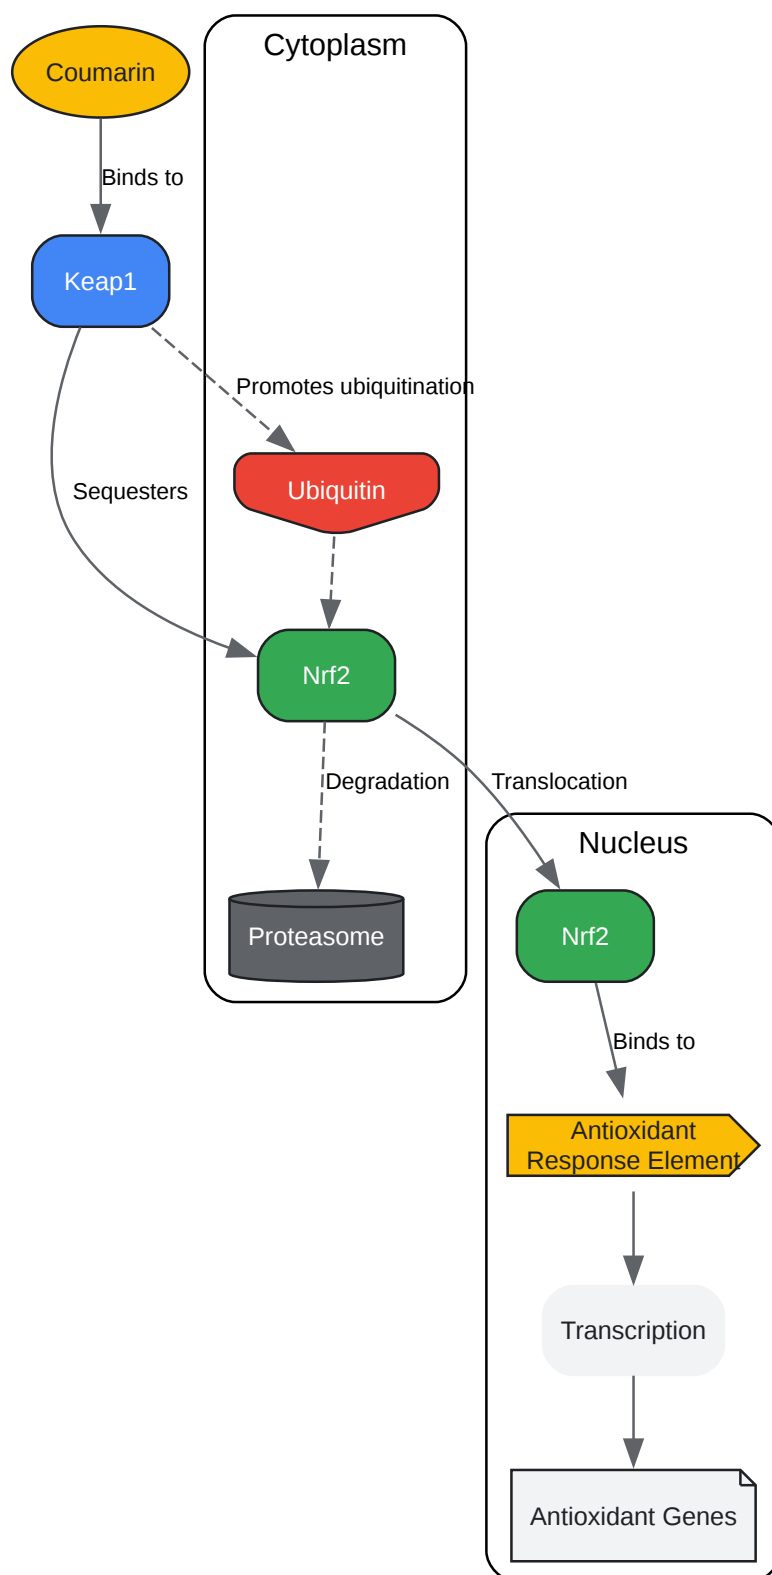 Cytoplasm
Coumarin
Binds to
Keap1
Promotes ubiquitination
Sequesters
Ubiquitin
Nrf2
Degradation
Translocation
Nucleus
Proteasome
Nrf2
Binds to
Antioxidant
Response Element
Transcription
Antioxidant Genes